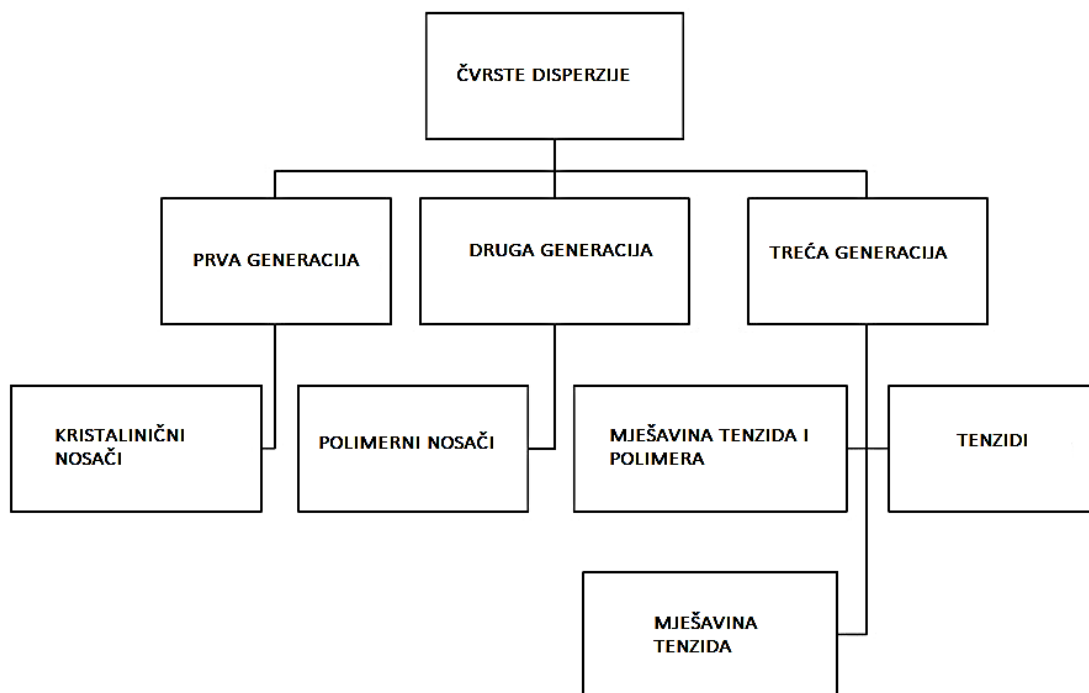 ČVRSTE DISPERZIJE
PRVA GENERACIJA
DRUGA GENERACIJA
TREĆA GENERACIJA
KRISTALINIČNI
NOSAČI
POLIMERNI NOSAČI
MJEŠAVINA TENZIDA I
POLIMERA
TENZIDI
MJEŠAVINA
TENZIDA